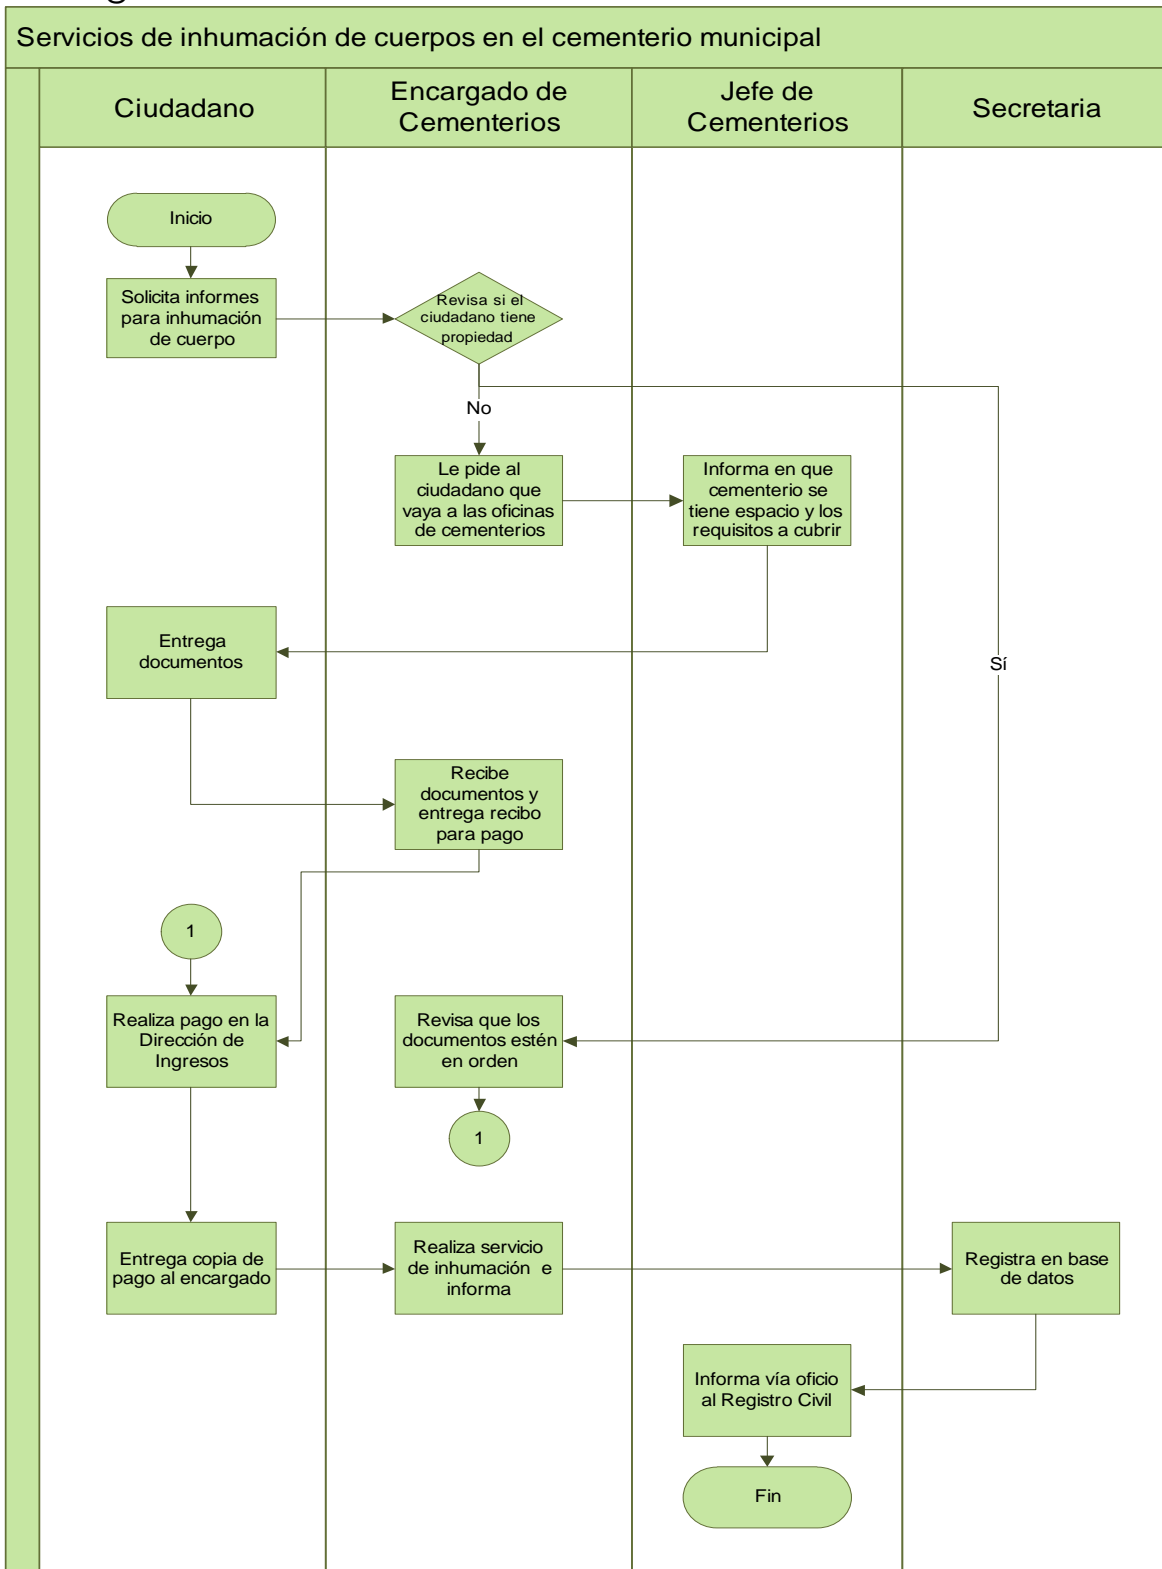 Servicios de inhumación de cuerpos en el cementerio municipal
Ciudadano
Encargado de
Cementerios
Jefe de
Cementerios
Secretaria
Inicio
Solicita informes
para inhumación
de cuerpo
Revisa si el
ciudadano tiene
propiedad
No
Le pide al
ciudadano que
vaya a las oficinas
de cementerios
Informa en que
cementerio se
tiene espacio y los
requisitos a cubrir
Entrega
documentos
Sí
Recibe
documentos y
entrega recibo
para pago
1
Realiza pago en la
Dirección de
Ingresos
Revisa que los
documentos estén
en orden
1
Entrega copia de
pago al encargado
Realiza servicio
de inhumación e
informa
Registra en base
de datos
Informa vía oficio
al Registro Civil
Fin